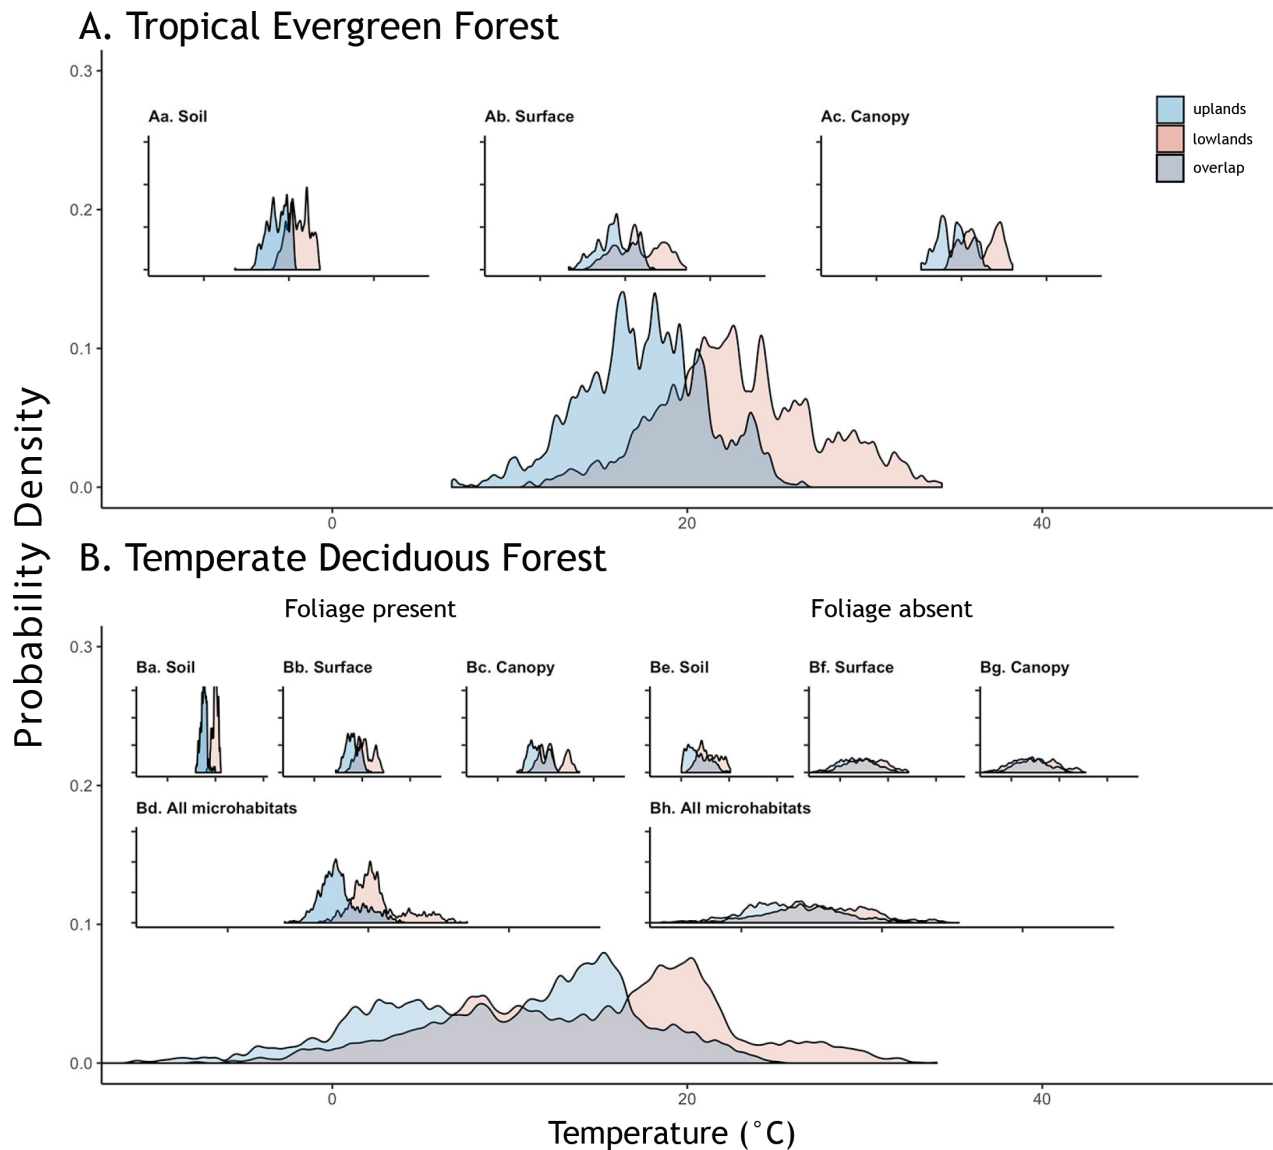 A. Tropical Evergreen Forest
0.3
Aa. Soil
Ab. Surface
Ac. Canopy
uplands
lowlands
overlap
0.2
0.1
0.0
0
20
40
Probability Density
B. Temperate Deciduous Forest
Foliage present
Foliage absent
0.3
Ba. Soil
Bb. Surface
Bc. Canopy
Be. Soil
Bf. Surface
Bg. Canopy
0.2
Bd. All microhabitats
Bh. All microhabitats
0.1
0.0
0
20
40
Temperature (°C)